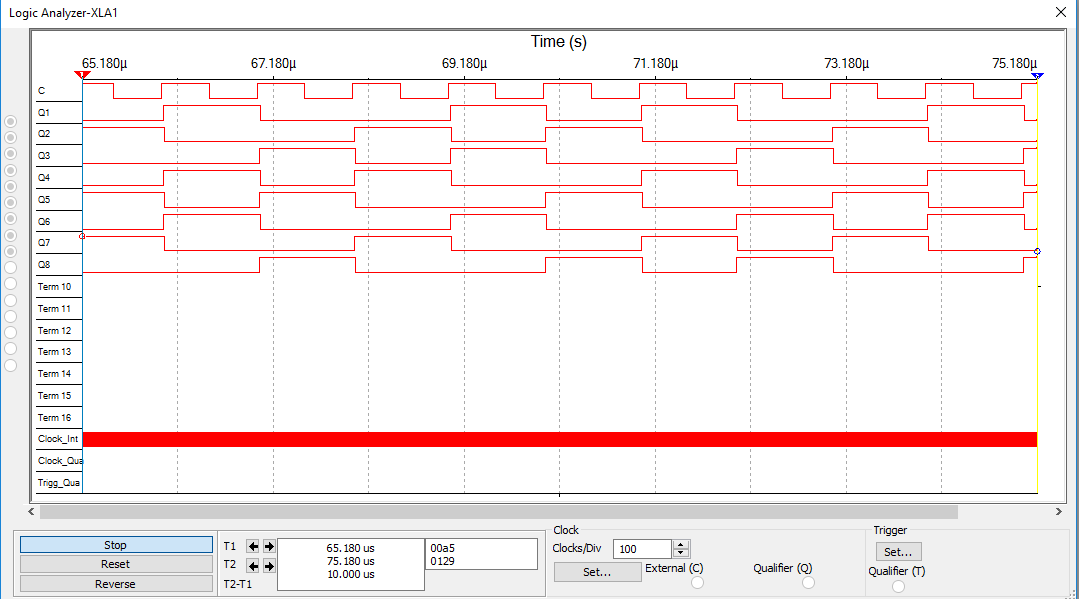 Logic Analyzer-XLA1
Time (s)
65.180µ 67.180µ 69.180µ 71.180µ 73.180µ 75.180µ
C
Q1
Q2
Q3
Q4
Q5
Q6
Q7
Q8
Term 10
Term 11
Term 12
Term 13
Term 14
Term 15
Term 16
Clock_Int
Clock_Qua
Trigg_Qua
Stop
Reset
Reverse
T1
T2
T2-T1
65.180 us
75.180 us
10.000 us
00a5
0129
Clock
Clocks/Div 100
Set...
External (C)
Qualifier (Q)
Trigger
Set...
Qualifier (T)